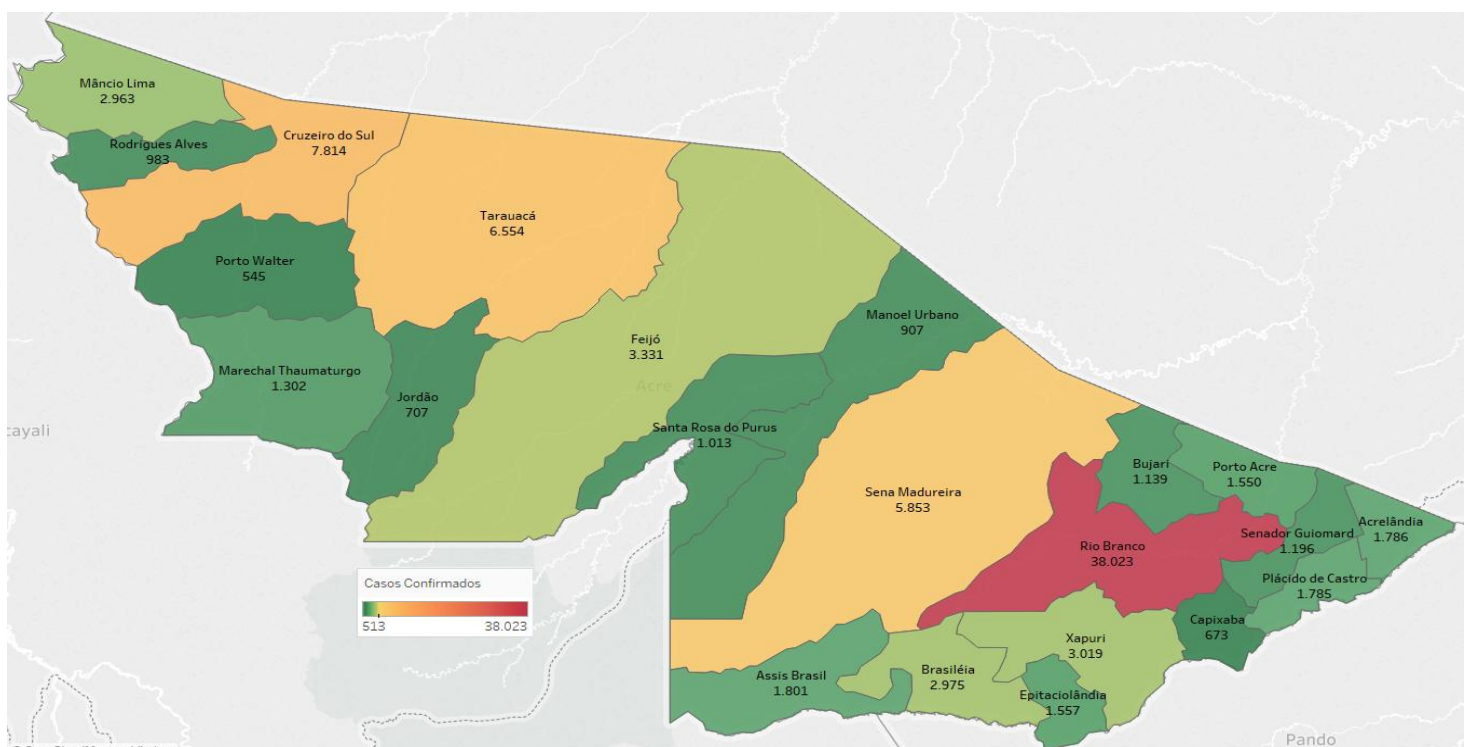 Mâncio Lima
2.963
Rodrigues Alves
983
Cruzeiro do Sul
7.814
Tarauacá
6.554
Porto Walter
545
Marechal Thaumaturgo
1.302
Jordão
707
Feijó
3.331
Acre
Manoel Urbano
907
Santa Rosa do Purus
1.013
cayali
Sena Madureira
5.853
Bujari
1.139
Porto Acre
1.550
Senador Guiomard
1.196
Acrelândia
1.786
Rio Branco
38.023
Plácido de Castro
1.785
Capixaba
673
Xapuri
3.019
Assis Brasil
1.801
Brasiléia
2.975
Epitaciolândia
1.557
Casos Confirmados
513
38.023
Pando